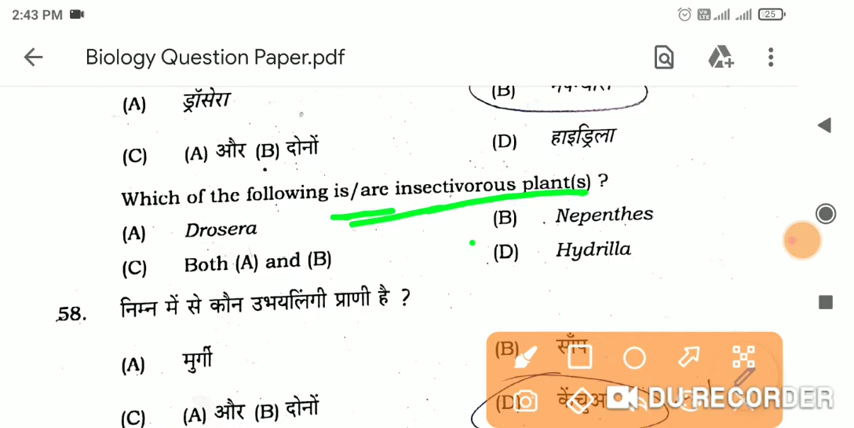 2:43 PM 25
Biology Question Paper.pdf
(A) ड्रॉसेरा (B)
(C) (A) और (B) दोनों (D) हाइड्रिला
Which of the following is/are insectivorous plant(s) ?
(A) Drosera (B) Nepenthes
(C) Both (A) and (B) (D) Hydrilla
58. निम्न में से कौन उभयलिंगी प्राणी है ?
(A) मुर्गी (B) साँप
(C) (A) और (B) दोनों (D)
DU RECORDER